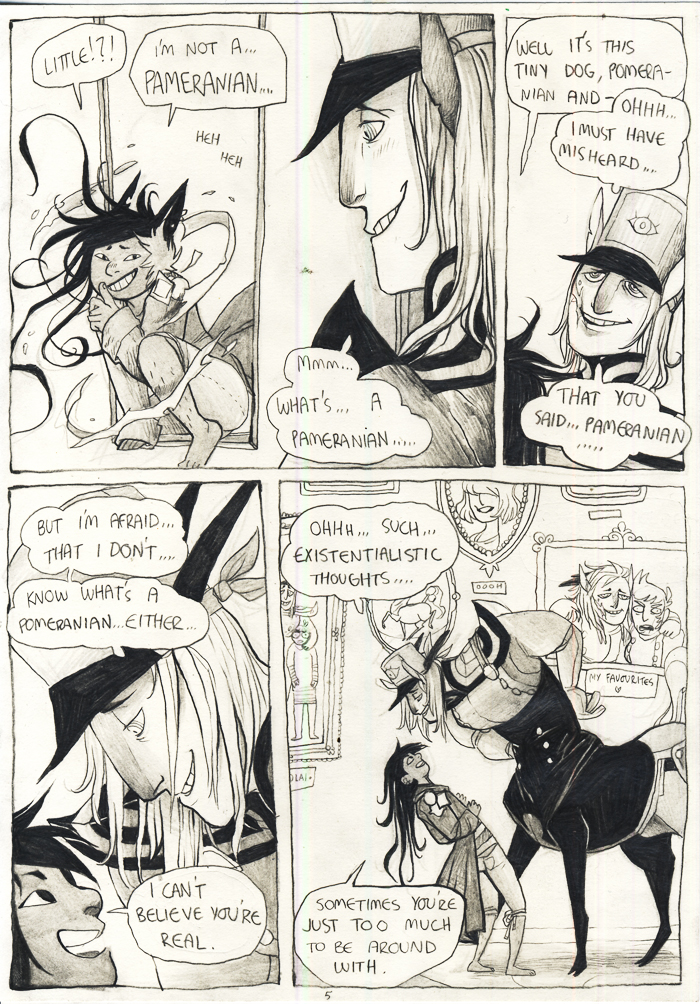 LITTLE!?!
I'M NOT A...
PAMERANIAN....
HEH
HEH
MMM...
WHAT'S... A
PAMERANIAN.....
WELL IT'S THIS
TINY DOG, POMERA-
NIAN AND-
OHHH...
I MUST HAVE
MISHEARD....
THAT YOU
SAID... PAMERANIAN
.....
BUT I'M AFRAID...
THAT I DON'T....
KNOW WHAT'S A
POMERANIAN...EITHER...
I CAN'T
BELIEVE YOU'RE
REAL.
OHHH... SUCH...
EXISTENTIALISTIC
THOUGHTS....
OOOH
MY FAVOURITES
OLAI.
SOMETIMES YOU'RE
JUST TOO MUCH
TO BE AROUND
WITH.
5